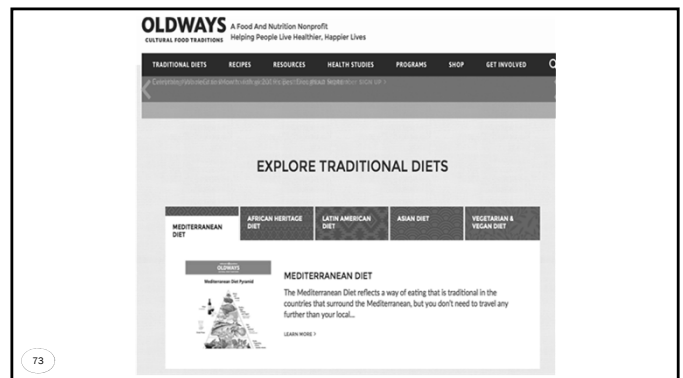 OLDWAYS
CULTURAL FOOD TRADITIONS
A Food And Nutrition Nonprofit
Helping People Live Healthier, Happier Lives
TRADITIONAL DIETS RECIPES RESOURCES HEALTH STUDIES PROGRAMS SHOP GET INVOLVED
EXPLORE TRADITIONAL DIETS
MEDITERRANEAN
DIET
AFRICAN HERITAGE
DIET
LATIN AMERICAN
DIET
ASIAN DIET
VEGETARIAN &
VEGAN DIET
OLDWAYS
Mediterranean Diet Pyramid
MEDITERRANEAN DIET
The Mediterranean Diet reflects a way of eating that is traditional in the
countries that surround the Mediterranean, but you don't need to travel any
further than your local...
LEARN MORE >
73